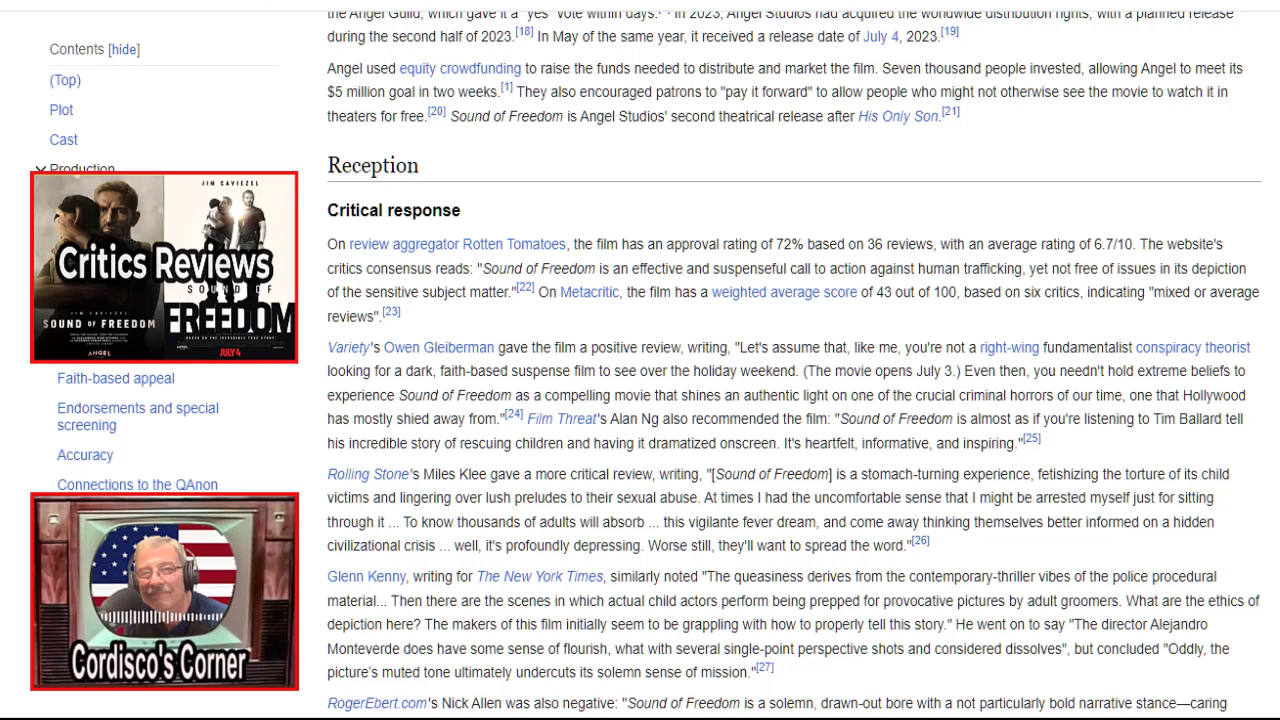 Contents [hide]
(Top)
Plot
Cast
Production
JIM CAVIEZEL
Critics Reviews
SOUND OF
FREEDOM
JIM CAVIEZEL
SOUND OF FREEDOM
ANGEL
JULY 4
Faith-based appeal
Endorsements and special
screening
Accuracy
Connections to the QAnon
Cordisco's Corner
the Angel Guild, which gave it a "yes" vote within days. In 2023, Angel Studios had acquired the worldwide distribution rights, with a planned release
during the second half of 2023.[18] In May of the same year, it received a release date of July 4, 2023.[19]
Angel used equity crowdfunding to raise the funds needed to distribute and market the film. Seven thousand people invested, allowing Angel to meet its
$5 million goal in two weeks.[1] They also encouraged patrons to "pay it forward" to allow people who might not otherwise see the movie to watch it in
theaters for free.[20] Sound of Freedom is Angel Studios' second theatrical release after His Only Son.[21]
Reception
Critical response
On review aggregator Rotten Tomatoes, the film has an approval rating of 72% based on 36 reviews, with an average rating of 6.7/10. The website's
critics consensus reads: "Sound of Freedom is an effective and suspenseful call to action against human trafficking, yet not free of issues in its depiction
of the sensitive subject matter."[22] On Metacritic, the film has a weighted average score of 43 out of 100, based on six critics, indicating "mixed or average
reviews".[23]
Variety's Owen Gleiberman gave the film a positive review, writing, "Let's assume that, like me, you're not a right-wing fundamentalist conspiracy theorist
looking for a dark, faith-based suspense film to see over the holiday weekend. (The movie opens July 3.) Even then, you needn't hold extreme beliefs to
experience Sound of Freedom as a compelling movie that shines an authentic light on one of the crucial criminal horrors of our time, one that Hollywood
has mostly shied away from."[24] Film Threat's Alan Ng also recommended the film: "Sound of Freedom is almost as if you're listening to Tim Ballard tell
his incredible story of rescuing children and having it dramatized onscreen. It's heartfelt, informative, and inspiring."[25]
Rolling Stone's Miles Klee gave a more critical review, writing, "[Sound of Freedom] is a stomach-turning experience, fetishizing the torture of its child
victims and lingering over lush preludes to their sexual abuse. At times I had the uncomfortable sense that I might be arrested myself just for sitting
through it ... To know thousands of adults will absorb ... this vigilante fever dream, and come away thinking themselves better informed on a hidden
civilizational crisis ... well, it's profoundly depressing. Worse still, they'll want to spread the word."[26]
Glenn Kenny, writing for The New York Times, similarly noted "The queasiness derives from the contemporary-thriller vibes of the police procedural
material... Then there are the scenes in which actual child actors perform being prepped for provocative pictures by adult groomers. What are the ethics of
depiction here? The makers of this film initially seem to be grappling with how to properly tell this story." He went on to say "The director Alejandro
Monteverde does have some sense of flourish, what with several single point perspective shots and considered dissolves", but concluded "Oddly, the
picture's muted tone ultimately undercuts its solemn sense of mission."[27]
RogerEbert.com's Nick Allen was also negative: "Sound of Freedom is a solemn, drawn-out bore with a not particularly bold narrative stance—caring